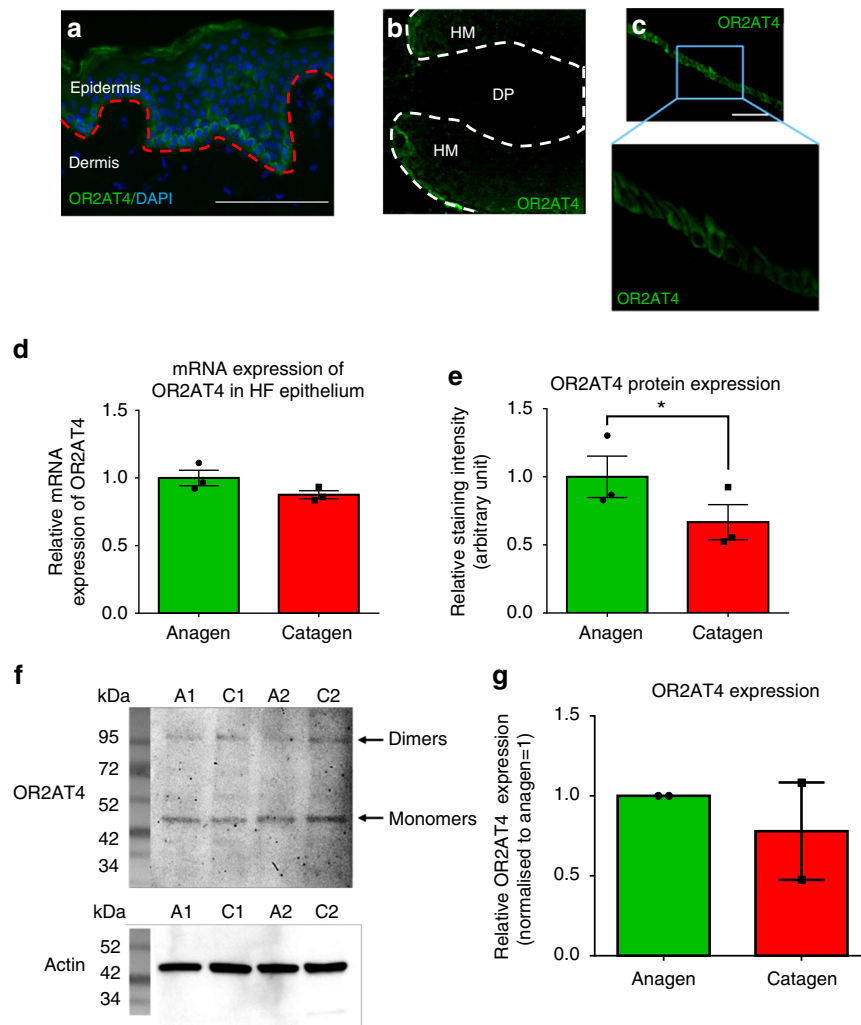 a
Epidermis
Dermis
OR2AT4/DAPI
b
HM
DP
HM
OR2AT4
c
OR2AT4
OR2AT4
d
mRNA expression of
OR2AT4 in HF epithelium
Relative mRNA
expression of OR2AT4
1.5
1.0
0.5
0.0
Anagen
Catagen
e
OR2AT4 protein expression
Relative staining intensity
(arbitrary unit)
1.5
1.0
0.5
0.0
*
Anagen
Catagen
f
kDa
A1 C1 A2 C2
95
72
52
42
34
OR2AT4
Dimers
Monomers
kDa
A1 C1 A2 C2
52
42
34
Actin
g
OR2AT4 expression
Relative OR2AT4 expression
(normalised to anagen=1)
1.5
1.0
0.5
0.0
Anagen
Catagen